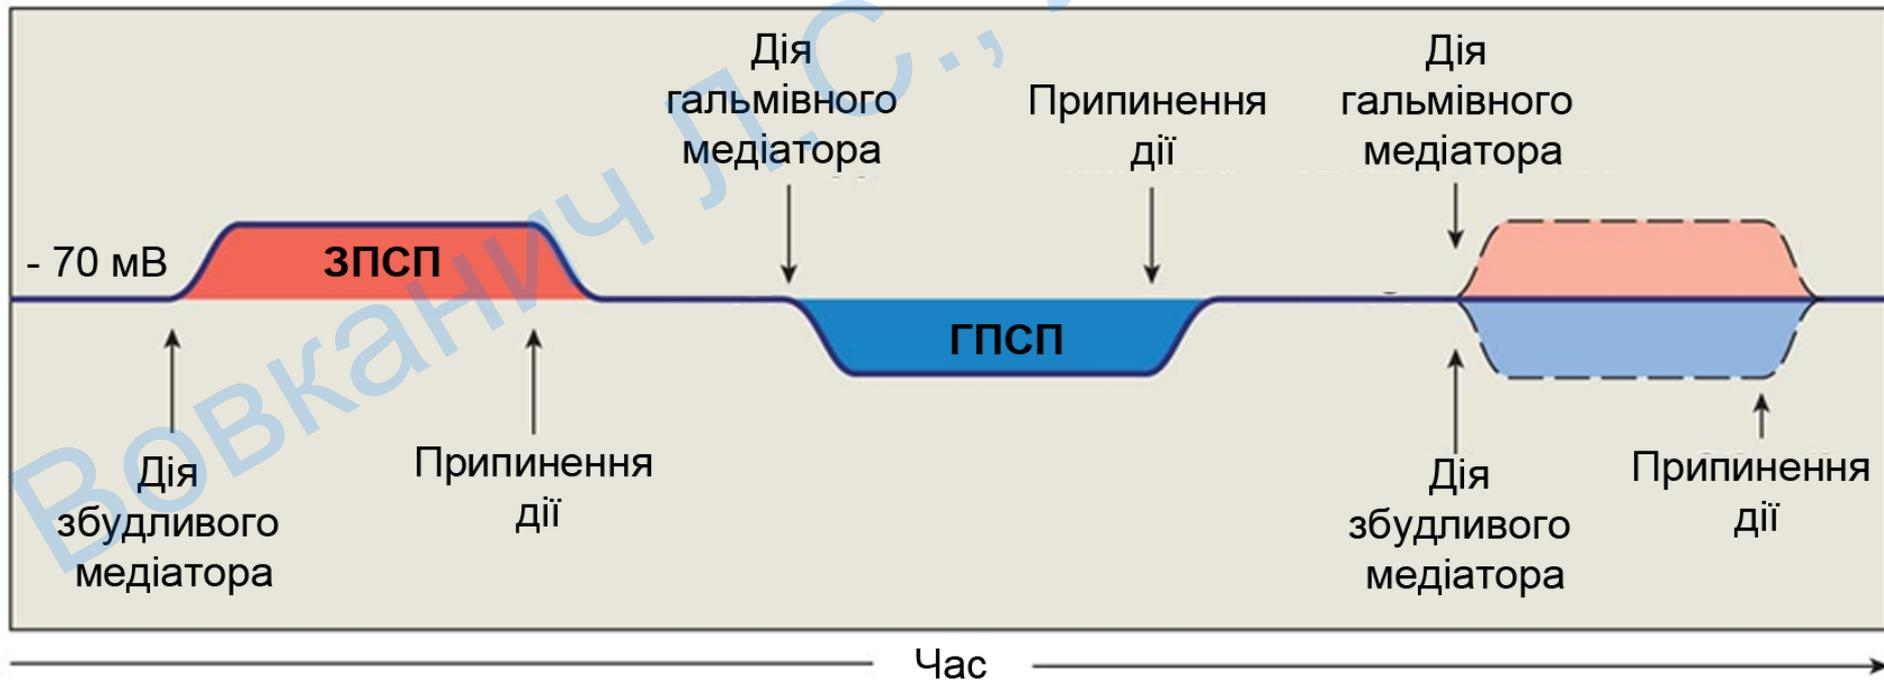 Дія
гальмівного
медіатора
Припинення
дії
Дія
гальмівного
медіатора
- 70 мВ
ЗПСП
ГПСП
Дія
збудливого
медіатора
Припинення
дії
Дія
збудливого
медіатора
Припинення
дії
Час
Вовканич Л.С.,